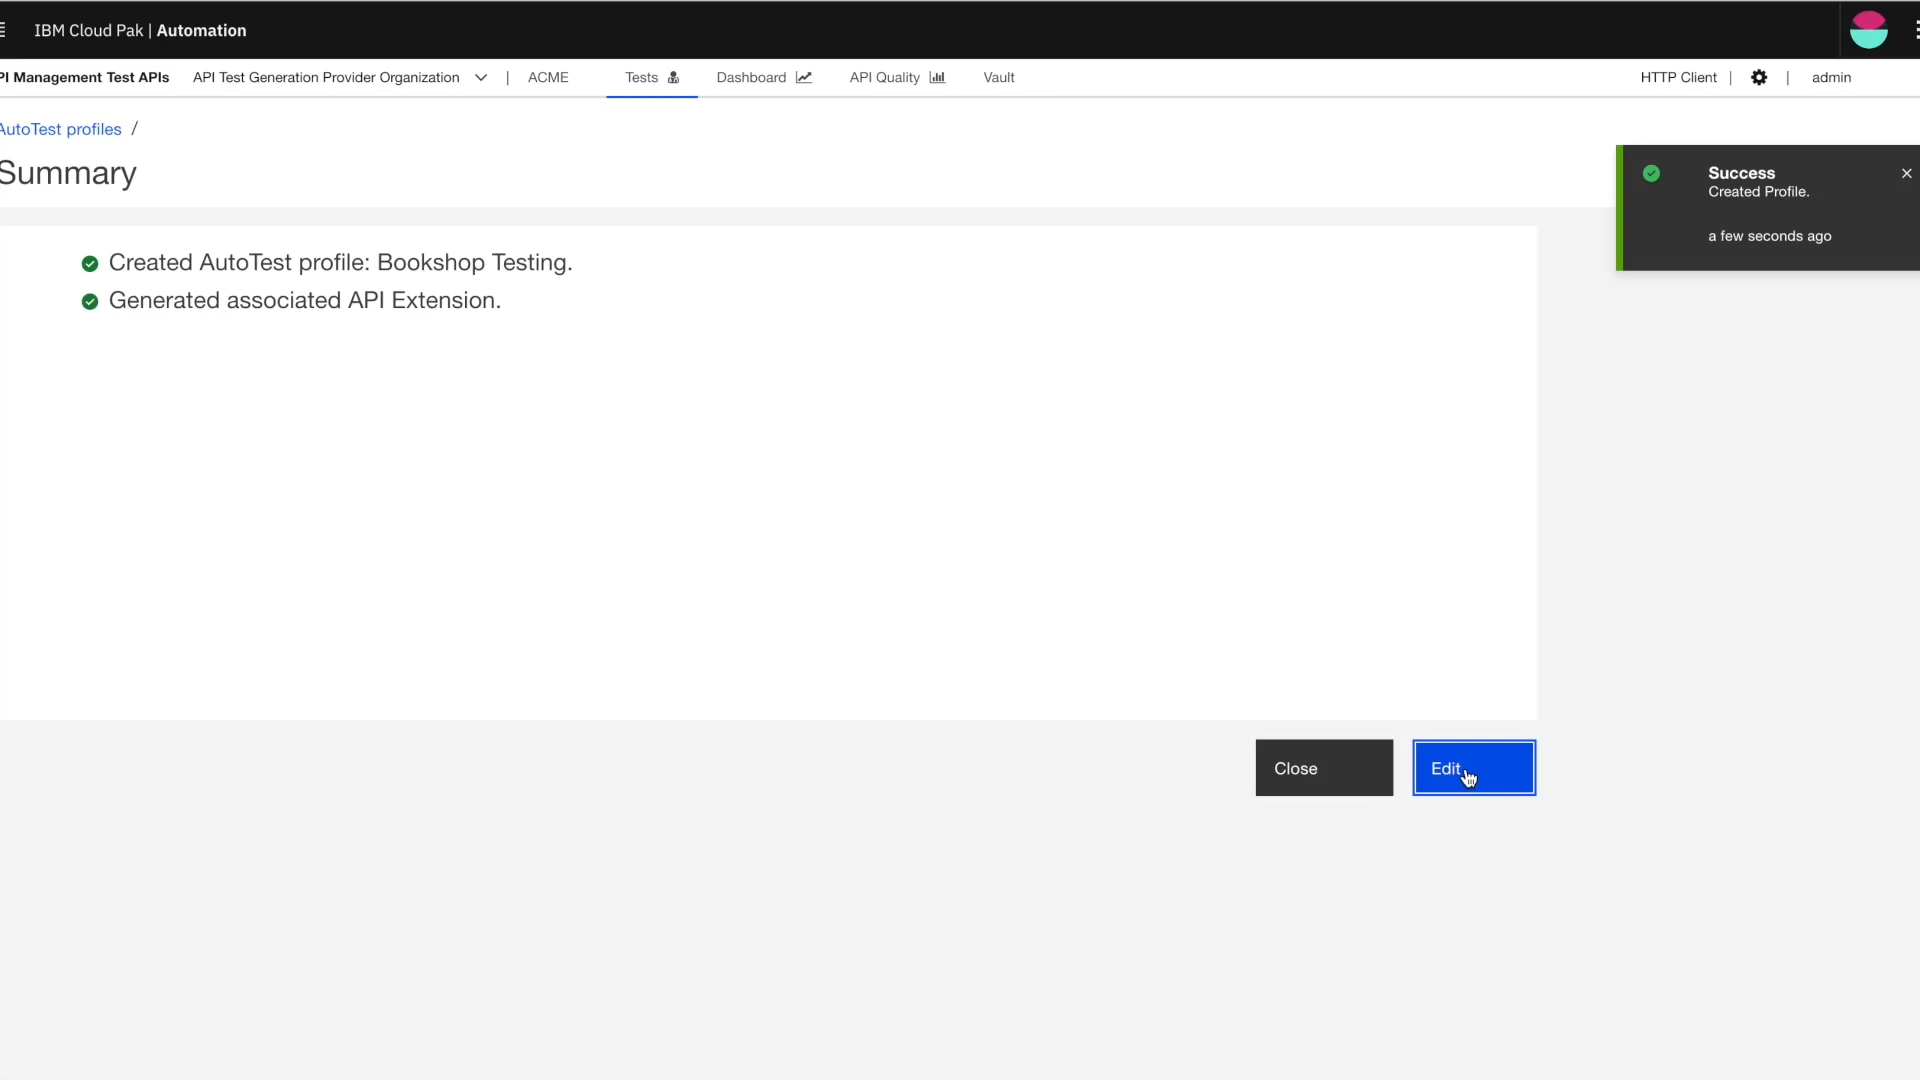 IBM Cloud Pak | Automation
PI Management Test APIs API Test Generation Provider Organization | ACME Tests Dashboard API Quality Vault HTTP Client | | admin
AutoTest profiles /
Summary
Success
Created Profile.
a few seconds ago
Created AutoTest profile: Bookshop Testing.
Generated associated API Extension.
Close Edit